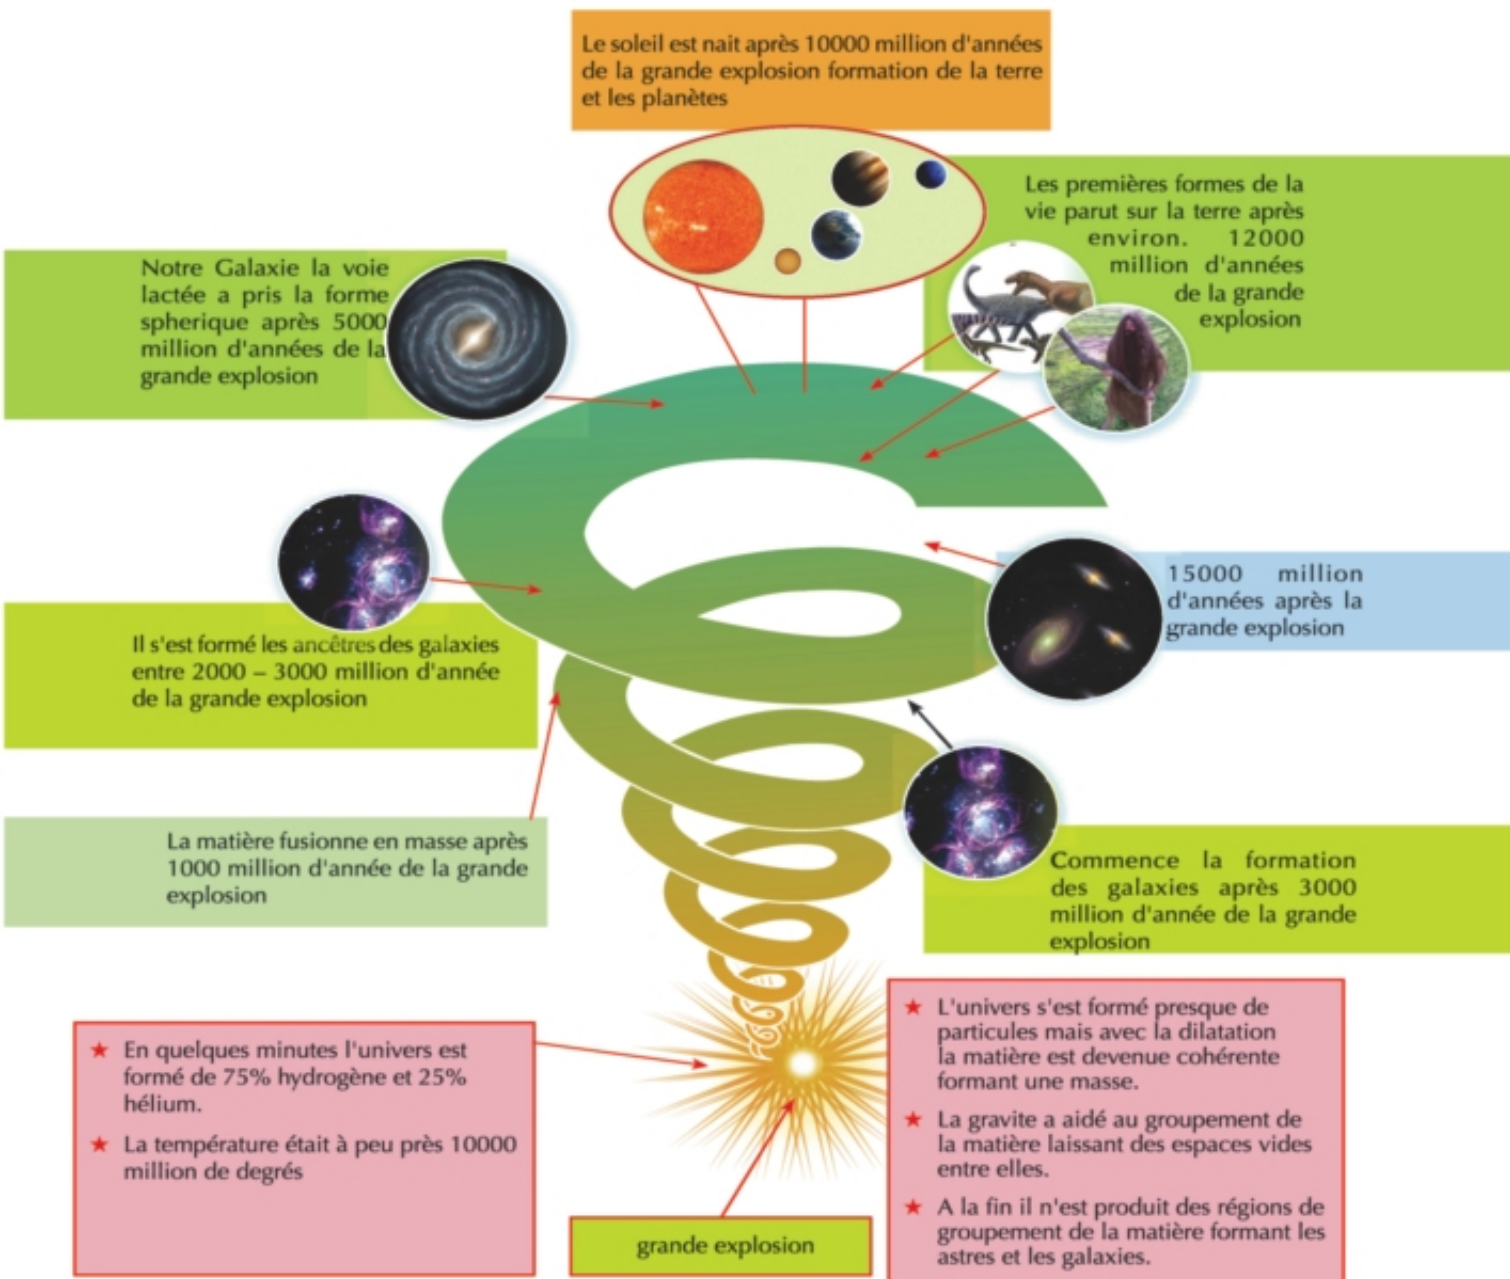 Le soleil est nait après 10000 million d'années
de la grande explosion formation de la terre
et les planètes
Les premières formes de la
vie parut sur la terre après
environ. 12000
million d'années
de la grande
explosion
Notre Galaxie la voie
lactée a pris la forme
spherique après 5000
million d'années de la
grande explosion
15000 million
d'années après la
grande explosion
Il s'est formé les ancêtres des galaxies
entre 2000 – 3000 million d'année
de la grande explosion
La matière fusionne en masse après
1000 million d'année de la grande
explosion
Commence la formation
des galaxies après 3000
million d'année de la grande
explosion
★ En quelques minutes l'univers est
formé de 75% hydrogène et 25%
hélium.
★ La température était à peu près 10000
million de degrés
★ L'univers s'est formé presque de
particules mais avec la dilatation
la matière est devenue cohérente
formant une masse.
★ La gravite a aidé au groupement de
la matière laissant des espaces vides
entre elles.
★ A la fin il n'est produit des régions de
groupement de la matière formant les
astres et les galaxies.
grande explosion